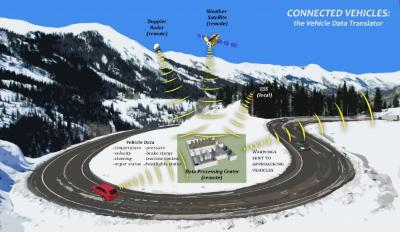 CONNECTED VEHICLES:
the Vehicle Data Translator
Weather
Satellite
(remote)
Doppler
Radar
(remote)
ESS
(local)
Vehicle Data
-temperature -pressure
-velocity -brake status
-steering -traction control
-wiper status -headlight status
Data Processing Center
(remote)
WARNINGS
SENT TO
APPROACHING
VEHICLES